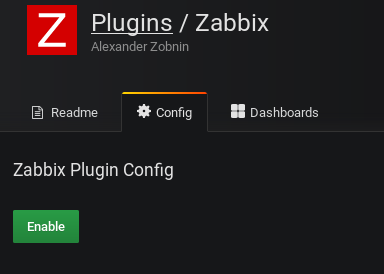 Z
Plugins / Zabbix
Alexander Zobnin
Readme
Config
Dashboards
Zabbix Plugin Config
Enable